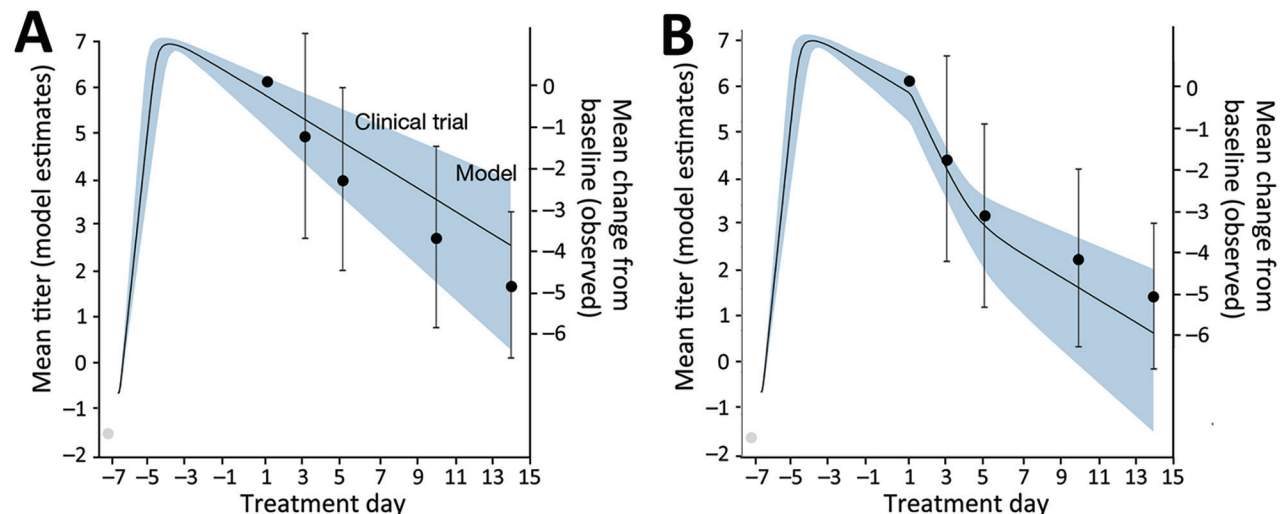 A
Mean titer (model estimates)
7
6
5
4
3
2
1
0
–1
–2
Clinical trial
Model
0
–1
–2
–3
–4
–5
–6
Mean change from
baseline (observed)
–7 –5 –3 –1 1 3 5 7 9 11 13 15
Treatment day
B
Mean titer (model estimates)
7
6
5
4
3
2
1
0
–1
–2
0
–1
–2
–3
–4
–5
–6
Mean change from
baseline (observed)
–7 –5 –3 –1 1 3 5 7 9 11 13 15
Treatment day